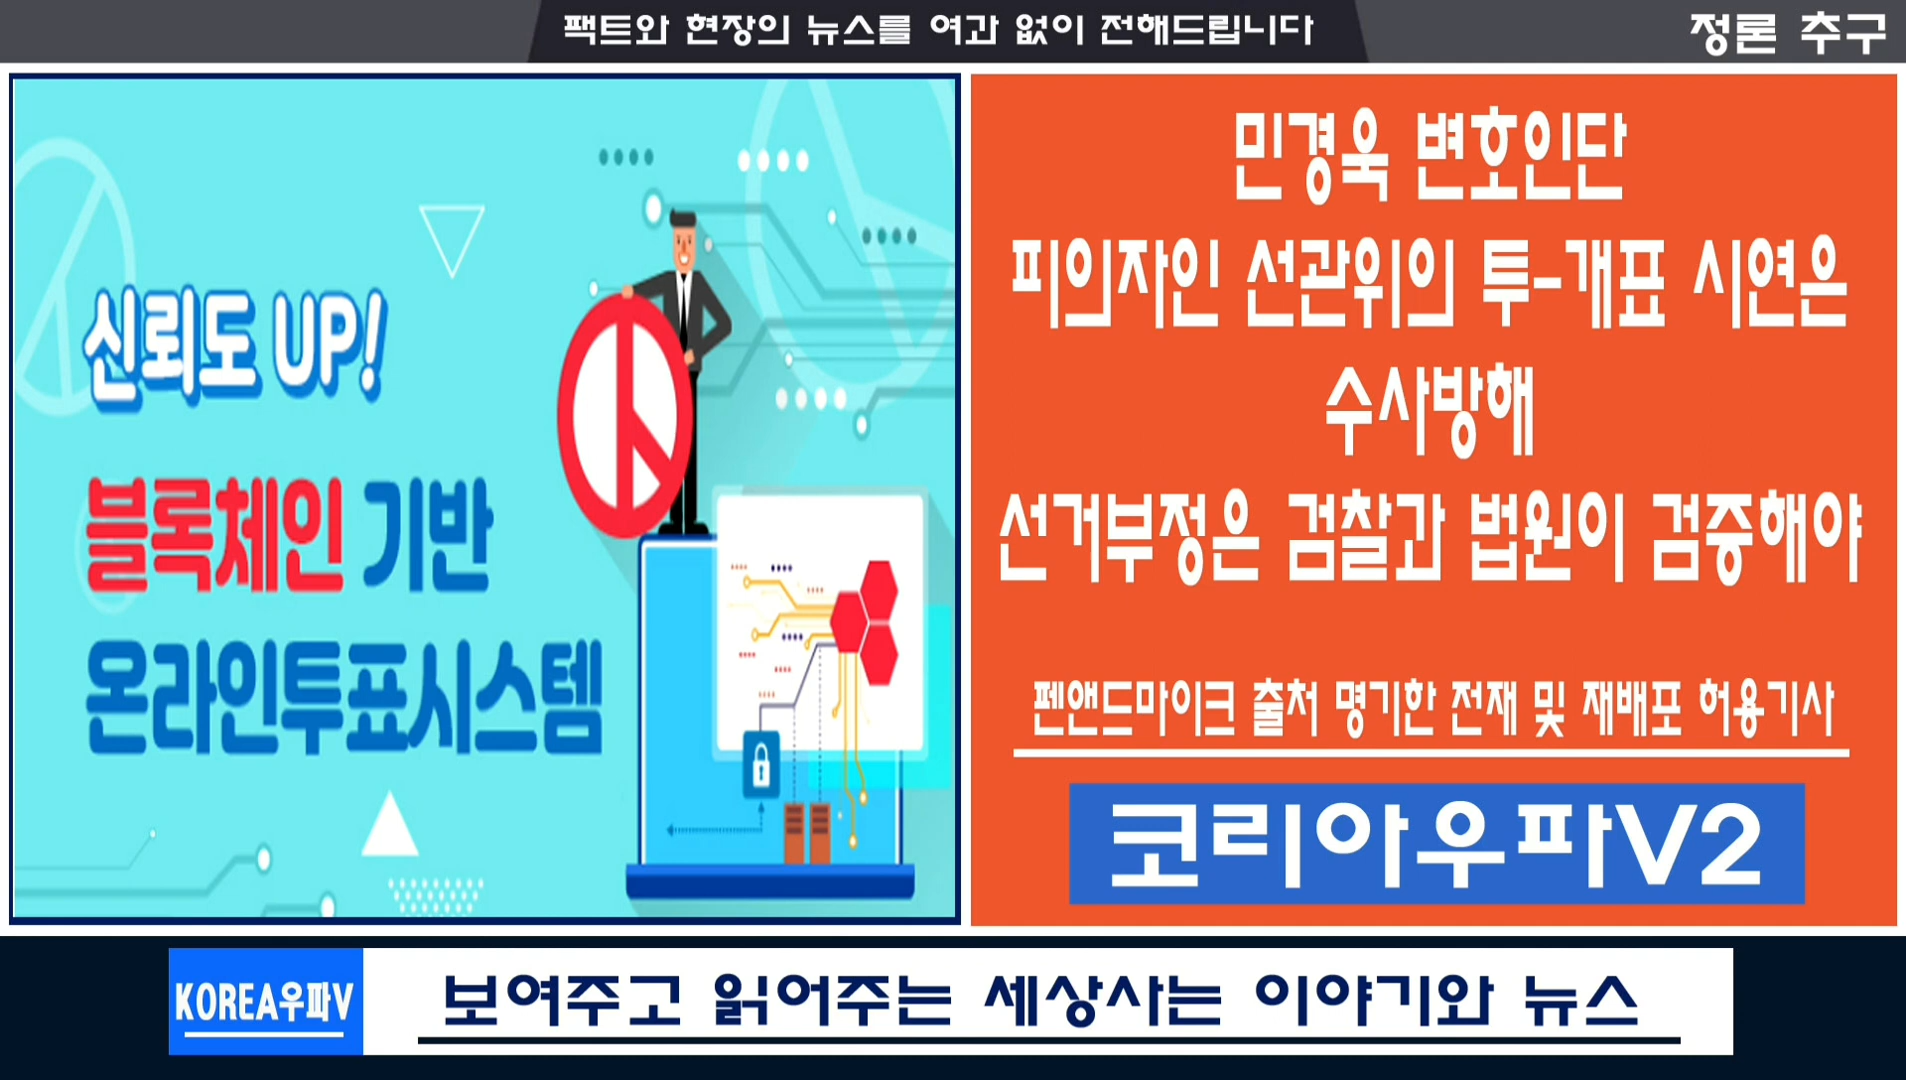 팩트와 현장의 뉴스를 여과 없이 전해드립니다
정론 추구
신뢰도 UP!
블록체인 기반
온라인투표시스템
민경욱 변호인단
피의자인 선관위의 투-개표 시연은
수사방해
선거부정은 검찰과 법원이 검증해야
펜앤드마이크 출처 명기한 전재 및 재배포 허용기사
코리아우파V2
KOREA우파V
보여주고 읽어주는 세상사는 이야기와 뉴스